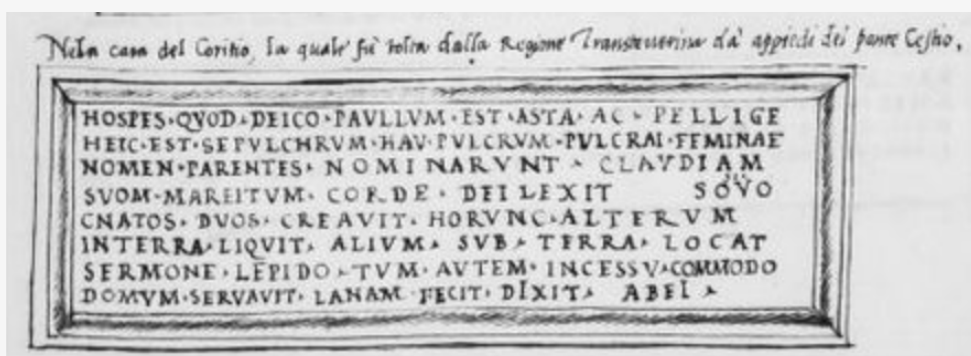 Nela casa del Coritio, la quale fù tolta dalla Regione Transteuerina dà appiedi del ponte Cestio.
HOSPES·QVOD·DEICO·PAVLLVM·EST·ASTA·AC·PELLIGE
HEIC·EST·SEPVLCHRVM·HAV·PVLCRVM·PVLCRAI·FEMINAE
NOMEN·PARENTES·NOMINARVNT·CLAVDIAM
SVOM·MAREITVM·CORDE·DEILEXIT SOVO
CNATOS·DVOS·CREAVIT·HORVNC·ALTERVM
INTERRA·LIQVIT·ALIVM·SVB·TERRA·LOCAT
SERMONE·LEPIDO·TVM·AVTEM·INCESSV·COMMODO
DOMVM·SERVAVIT·LANAM·FECIT·DIXIT·ABEI·